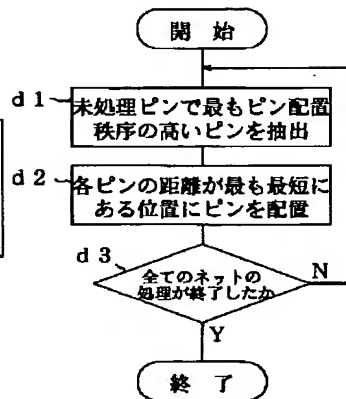 開 始
d1
未処理ピンで最もピン配置
秩序の高いピンを抽出
d2
各ピンの距離が最も最短に
ある位置にピンを配置
d3
全てのネットの
処理が終了したか
N
Y
終 了